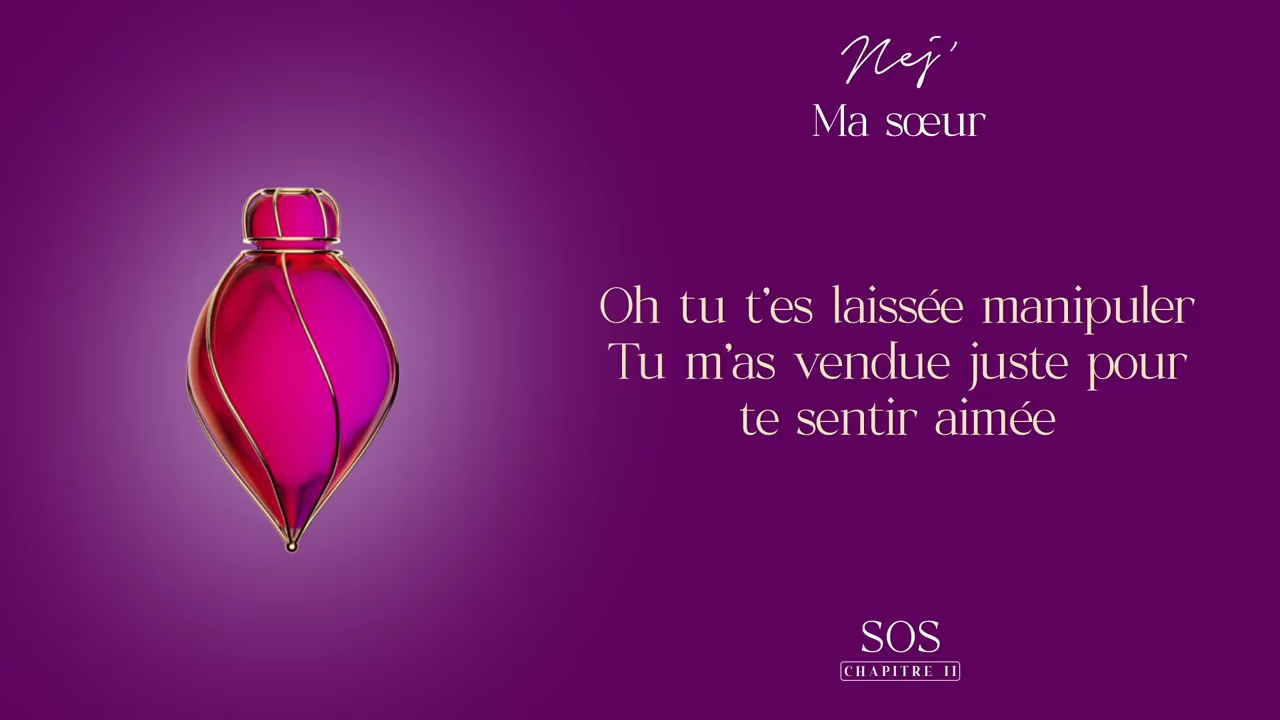 Nej'
Ma sœur
Oh tu t'es laissée manipuler
Tu m'as vendue juste pour
te sentir aimée
SOS
CHAPITRE II